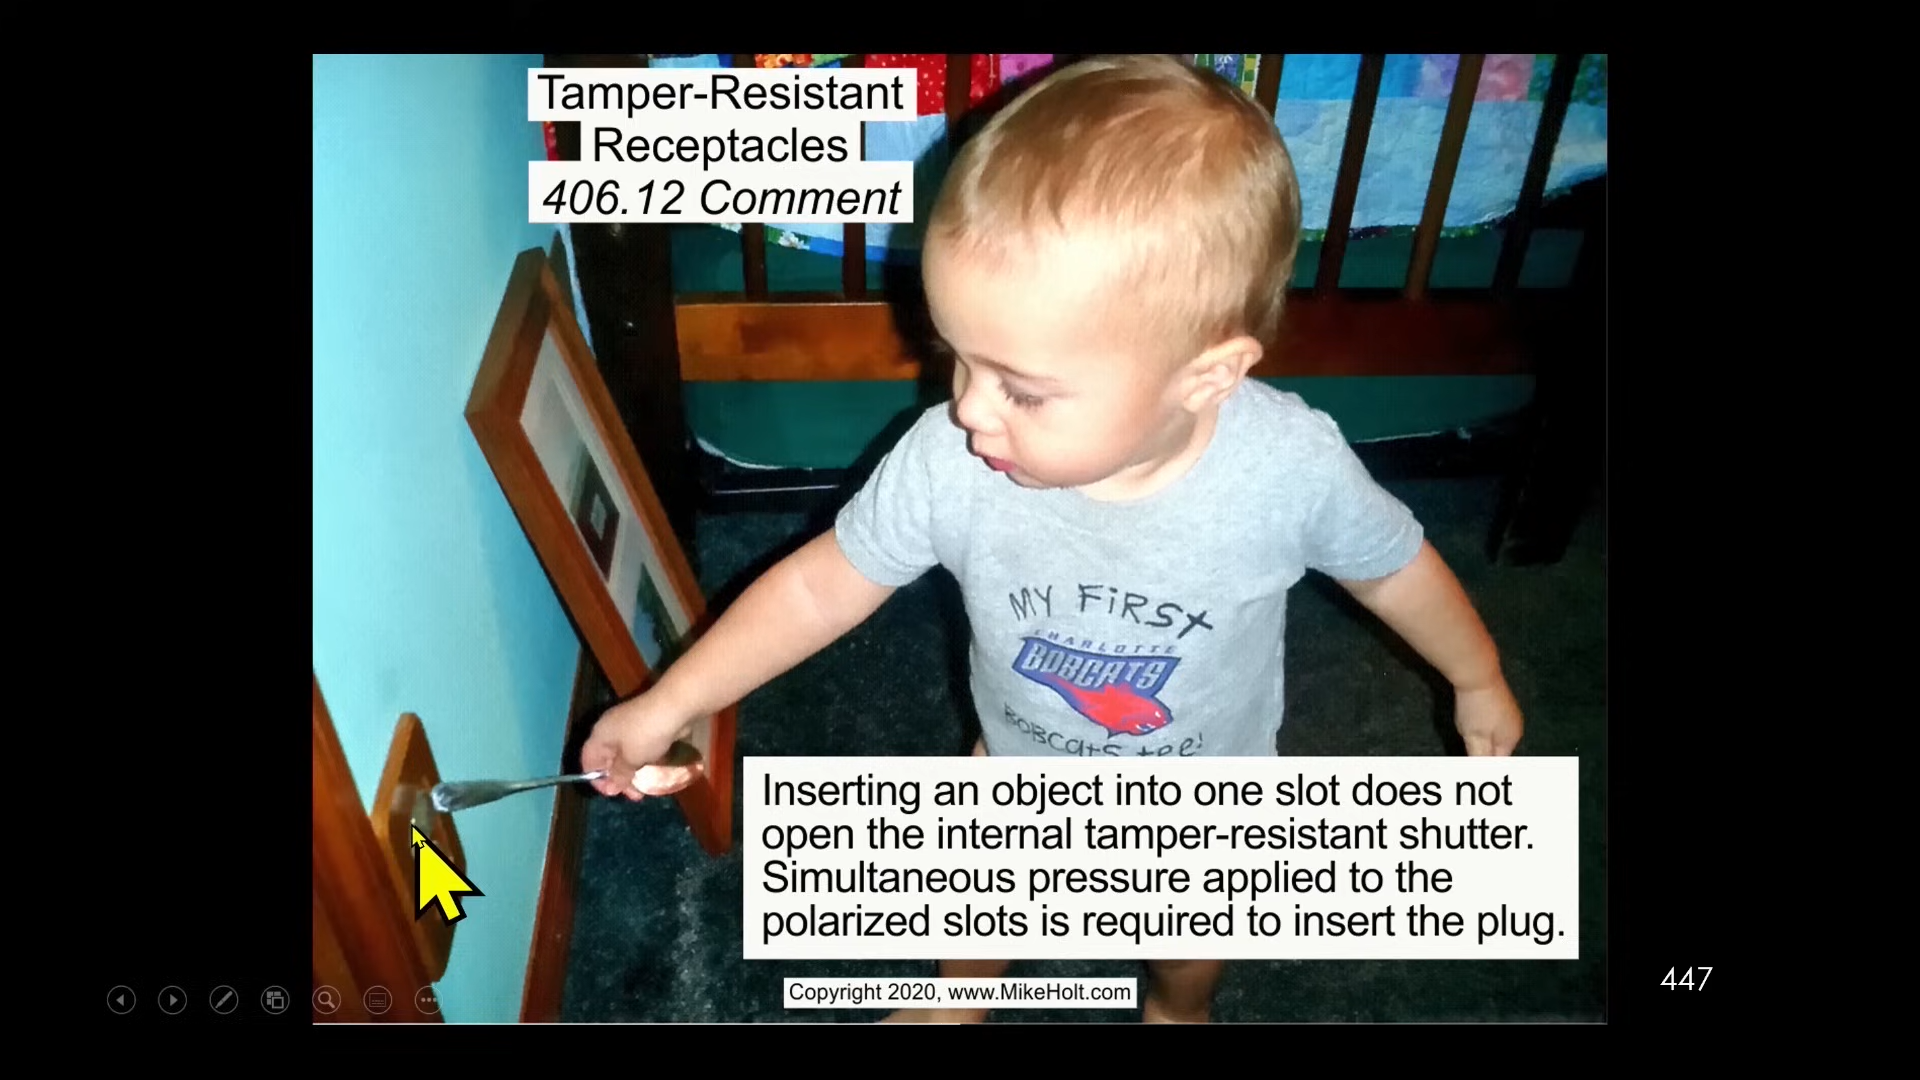 Tamper-Resistant
Receptacles
406.12 Comment
MY FiRST
CHARLOTTE
BOBCATS
BOBCATS tee!
Inserting an object into one slot does not
open the internal tamper-resistant shutter.
Simultaneous pressure applied to the
polarized slots is required to insert the plug.
Copyright 2020, www.MikeHolt.com
447